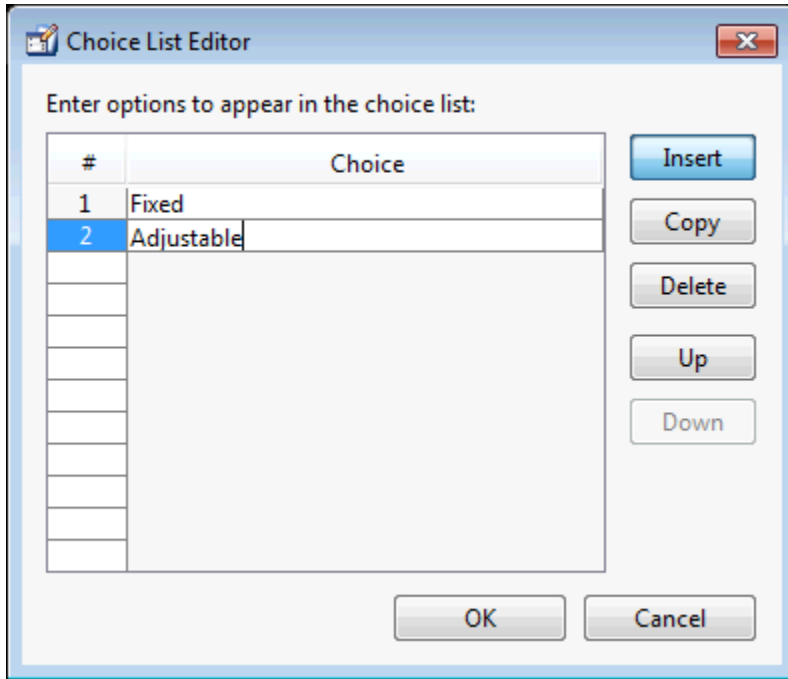 Choice List Editor
Enter options to appear in the choice list:
# Choice
1 Fixed
2 Adjustable
Insert
Copy
Delete
Up
Down
OK Cancel